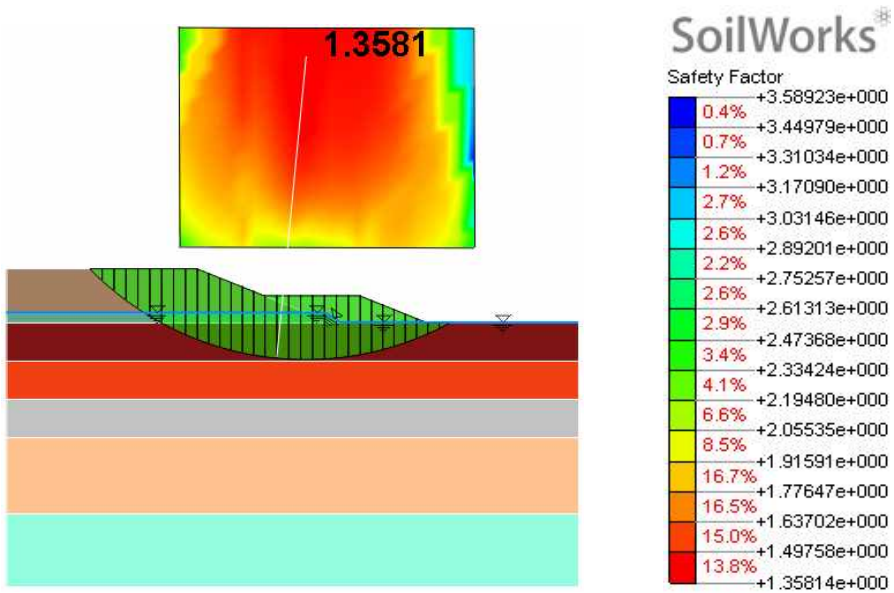 1.3581
SoilWorks
Safety Factor
+3.58923e+000
0.4%
+3.44979e+000
0.7%
+3.31034e+000
1.2%
+3.17090e+000
2.7%
+3.03146e+000
2.6%
+2.89201e+000
2.2%
+2.75257e+000
2.6%
+2.61313e+000
2.9%
+2.47368e+000
3.4%
+2.33424e+000
4.1%
+2.19480e+000
6.6%
+2.05535e+000
8.5%
+1.91591e+000
16.7%
+1.77647e+000
16.5%
+1.63702e+000
15.0%
+1.49758e+000
13.8%
+1.35814e+000